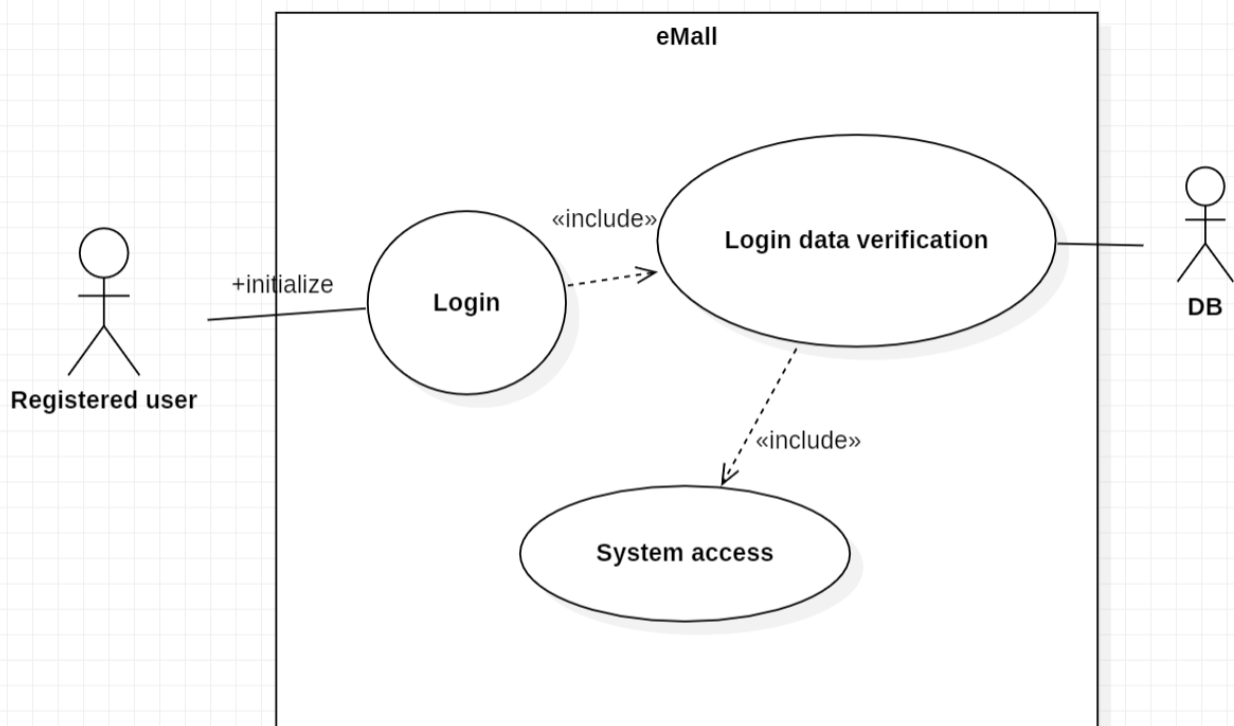 eMall
«include»
Login data verification
+initialize
Login
DB
Registered user
«include»
System access